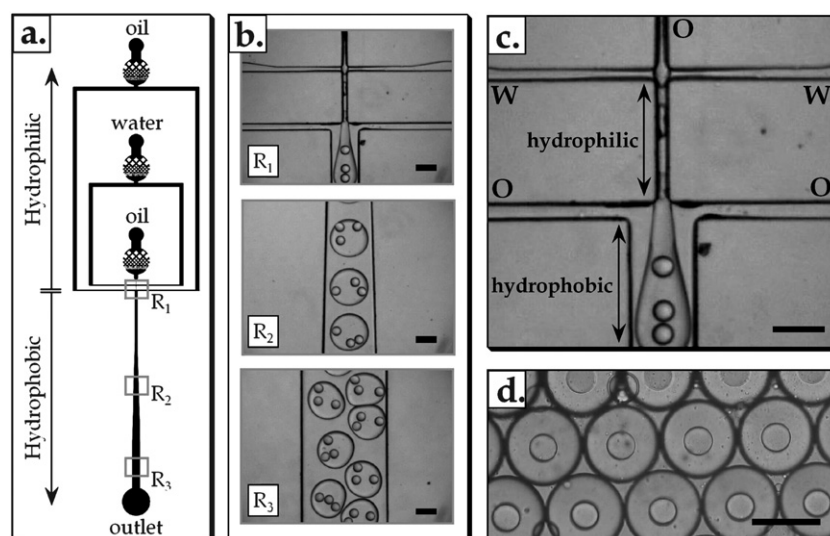 a.
oil
water
oil
Hydrophilic
Hydrophobic
R1
R2
R3
outlet
b.
R1
R2
R3
c.
O
W
W
hydrophilic
O
O
hydrophobic
d.